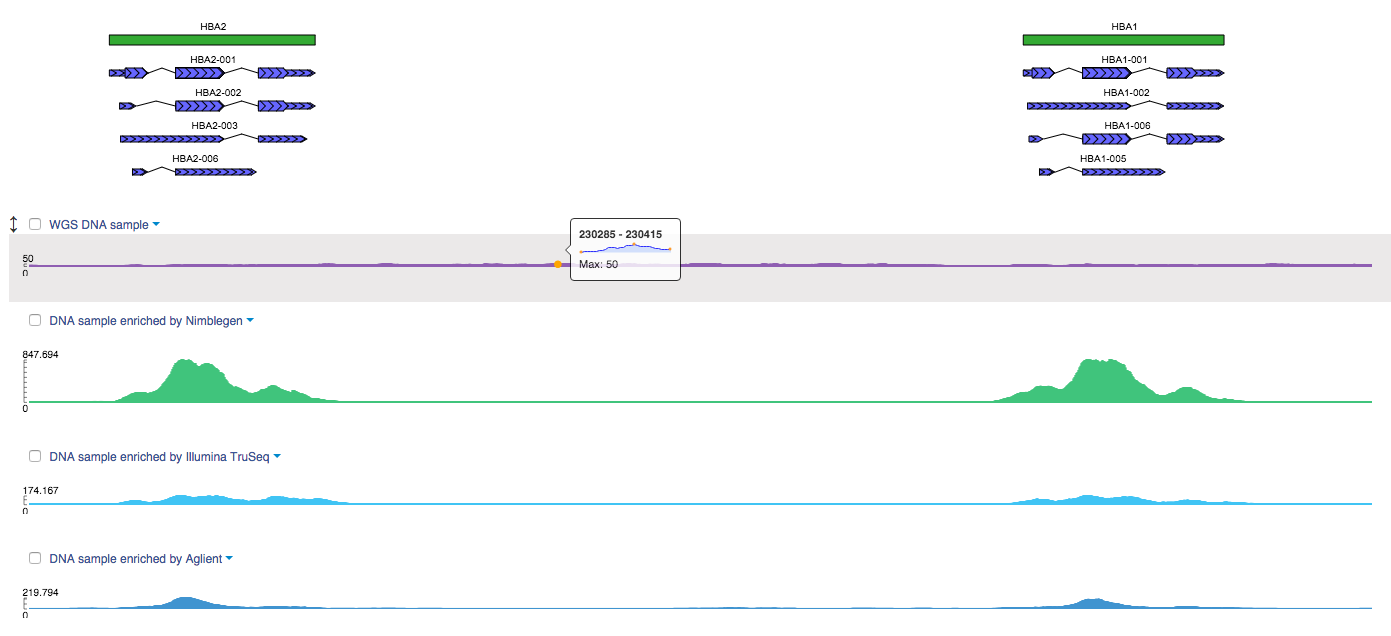 HBA2
HBA1
HBA2-001
HBA1-001
HBA2-002
HBA1-002
HBA2-003
HBA1-006
HBA2-006
HBA1-005
WGS DNA sample
230285 - 230415
Max: 50
50
0
DNA sample enriched by Nimblegen
847.694
0
DNA sample enriched by Illumina TruSeq
174.167
0
DNA sample enriched by Aglient
219.794
0